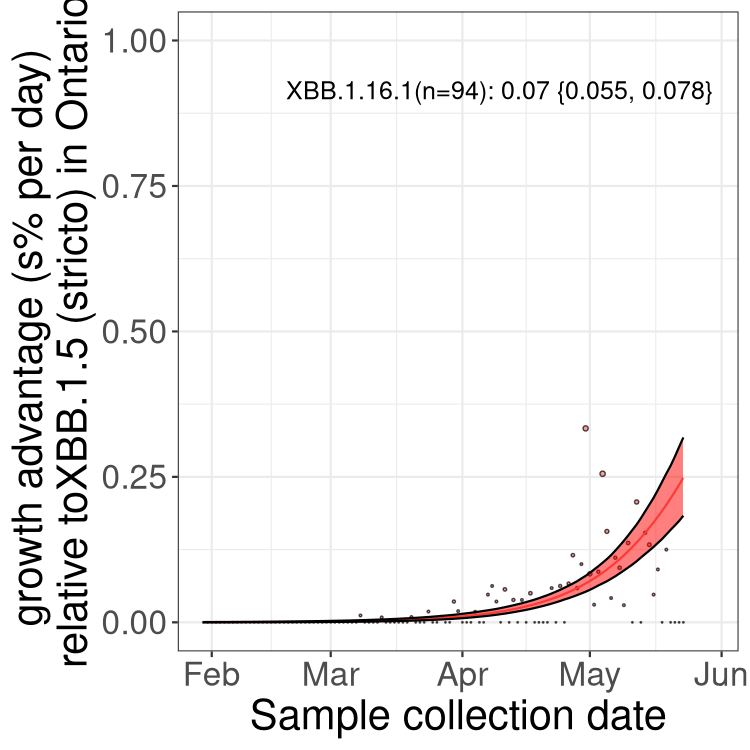 growth advantage (s% per day)
relative toXBB.1.5 (stricto) in Ontario
1.00
0.75
0.50
0.25
0.00
XBB.1.16.1(n=94): 0.07 {0.055, 0.078}
Feb Mar Apr May Jun
Sample collection date